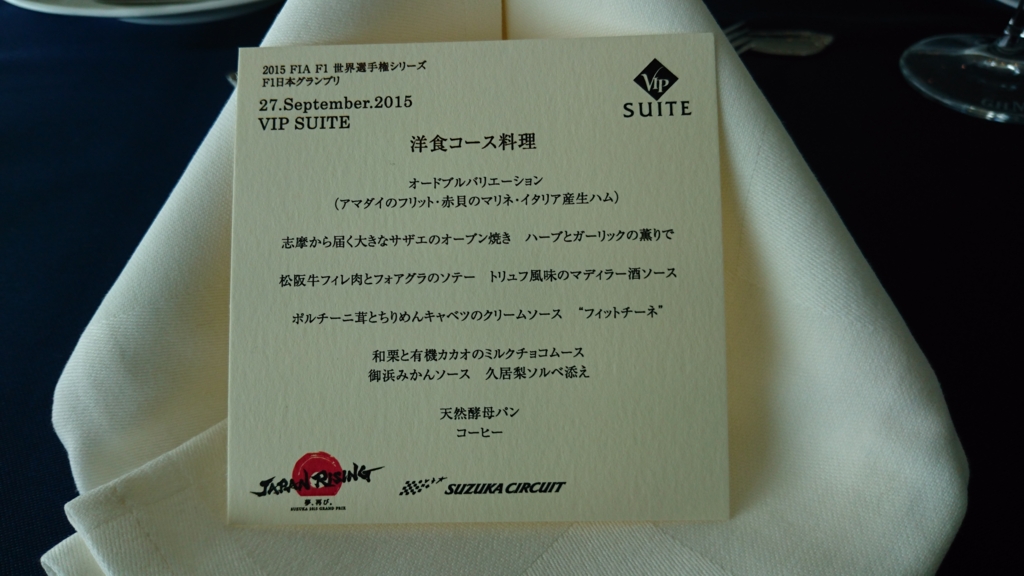 2015 FIA F1 世界選手権シリーズ
F1日本グランプリ
27.September.2015
VIP SUITE
VIP
SUITE
洋食コース料理
オードブルバリエーション
（アマダイのフリット・赤貝のマリネ・イタリア産生ハム）
志摩から届く大きなサザエのオーブン焼き　ハーブとガーリックの薫りで
松阪牛フィレ肉とフォアグラのソテー　トリュフ風味のマディラー酒ソース
ポルチーニ茸とちりめんキャベツのクリームソース　“フィットチーネ”
和栗と有機カカオのミルクチョコムース
御浜みかんソース　久居梨ソルベ添え
天然酵母パン
コーヒー
JAPAN RISING
夢、再び。
SUZUKA 2015 GRAND PRIX
SUZUKA CIRCUIT